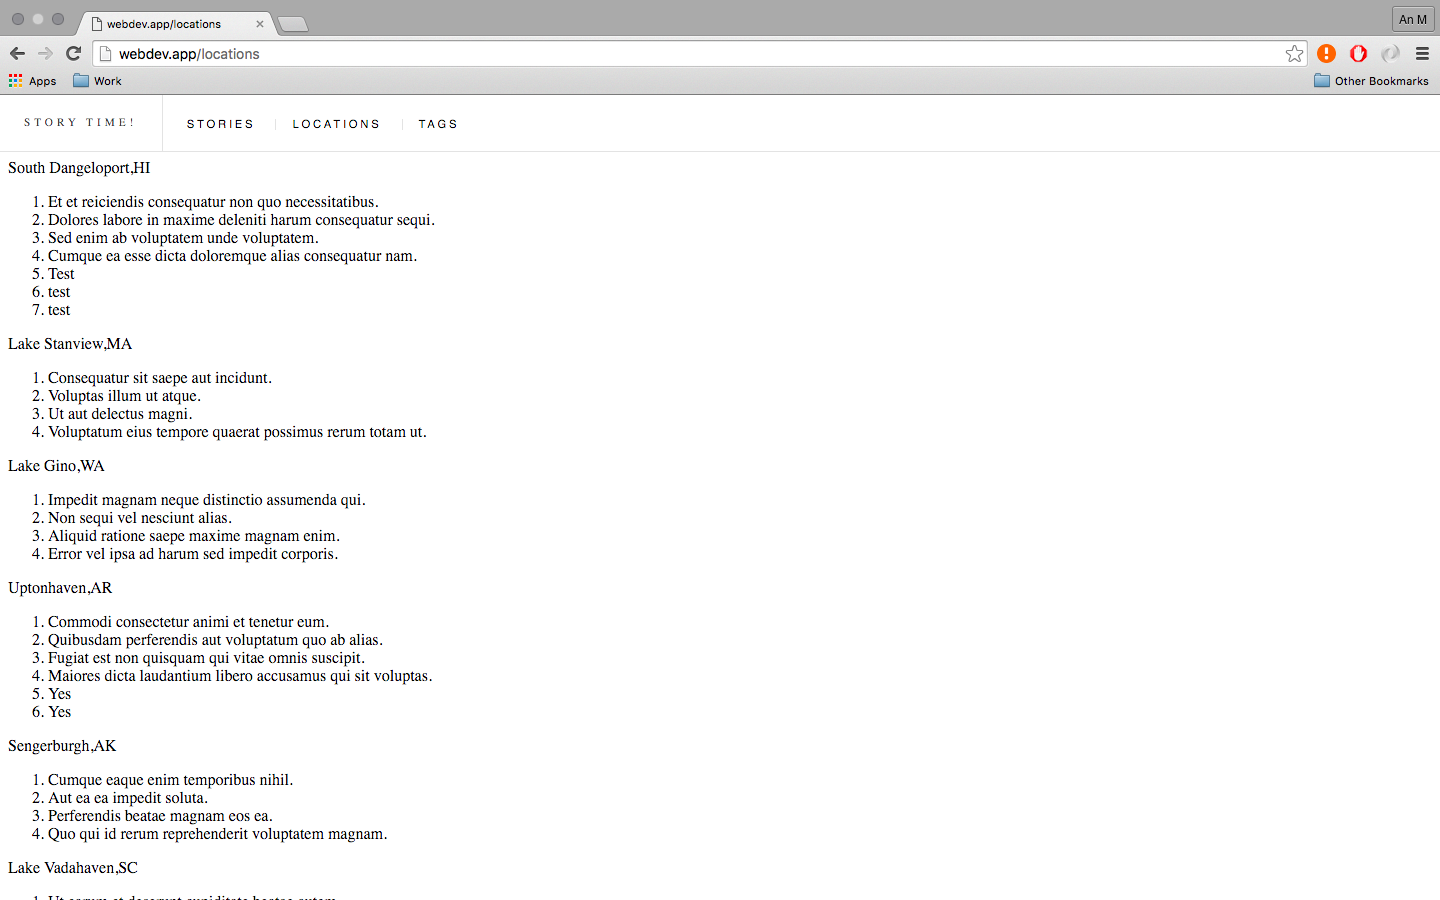 webdev.app/locations
An M
webdev.app/locations
Apps Work Other Bookmarks
STORY TIME! STORIES LOCATIONS TAGS
South Dangeloport,HI
1. Et et reiciendis consequatur non quo necessitatibus.
2. Dolores labore in maxime deleniti harum consequatur sequi.
3. Sed enim ab voluptatem unde voluptatem.
4. Cumque ea esse dicta doloremque alias consequatur nam.
5. Test
6. test
7. test
Lake Stanview,MA
1. Consequatur sit saepe aut incidunt.
2. Voluptas illum ut atque.
3. Ut aut delectus magni.
4. Voluptatum eius tempore quaerat possimus rerum totam ut.
Lake Gino,WA
1. Impedit magnam neque distinctio assumenda qui.
2. Non sequi vel nesciunt alias.
3. Aliquid ratione saepe maxime magnam enim.
4. Error vel ipsa ad harum sed impedit corporis.
Uptonhaven,AR
1. Commodi consectetur animi et tenetur eum.
2. Quibusdam perferendis aut voluptatum quo ab alias.
3. Fugiat est non quisquam qui vitae omnis suscipit.
4. Maiores dicta laudantium libero accusamus qui sit voluptas.
5. Yes
6. Yes
Sengerburgh,AK
1. Cumque eaque enim temporibus nihil.
2. Aut ea ea impedit soluta.
3. Perferendis beatae magnam eos ea.
4. Quo qui id rerum reprehenderit voluptatem magnam.
Lake Vadahaven,SC